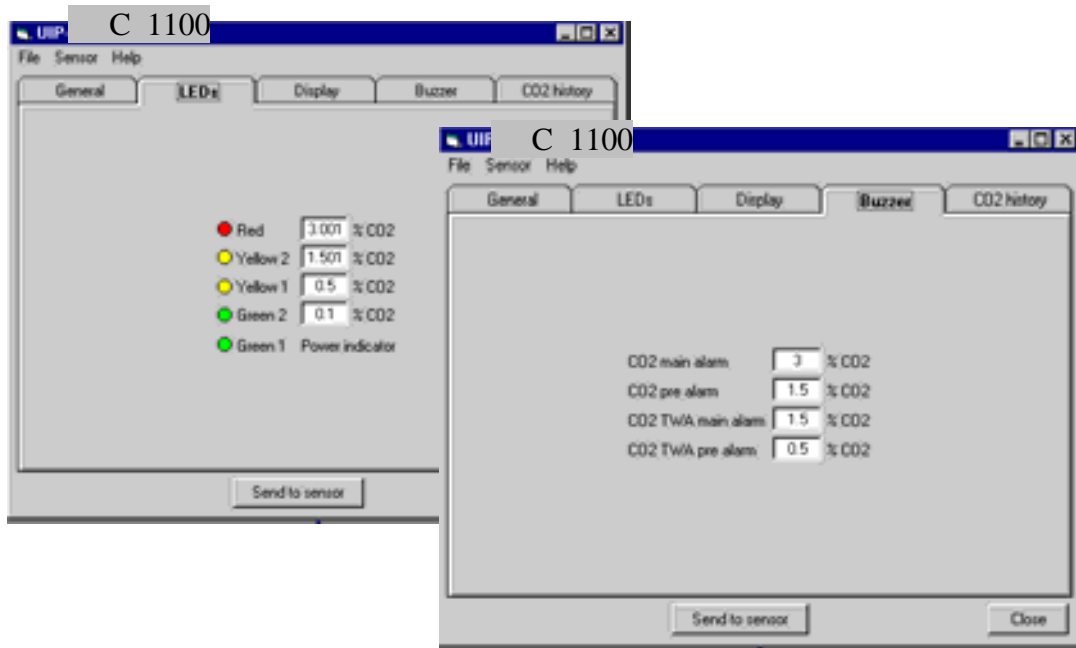 UIP C 1100
File Sensor Help
General LEDs Display Buzzer CO2 history
Red 3.001 % CO2
Yellow 2 1.501 % CO2
Yellow 1 0.5 % CO2
Green 2 0.1 % CO2
Green 1 Power indicator
Send to sensor
UIP C 1100
File Sensor Help
General LEDs Display Buzzer CO2 history
CO2 main alarm 3 % CO2
CO2 pre alarm 1.5 % CO2
CO2 TWA main alarm 1.5 % CO2
CO2 TWA pre alarm 0.5 % CO2
Send to sensor Close